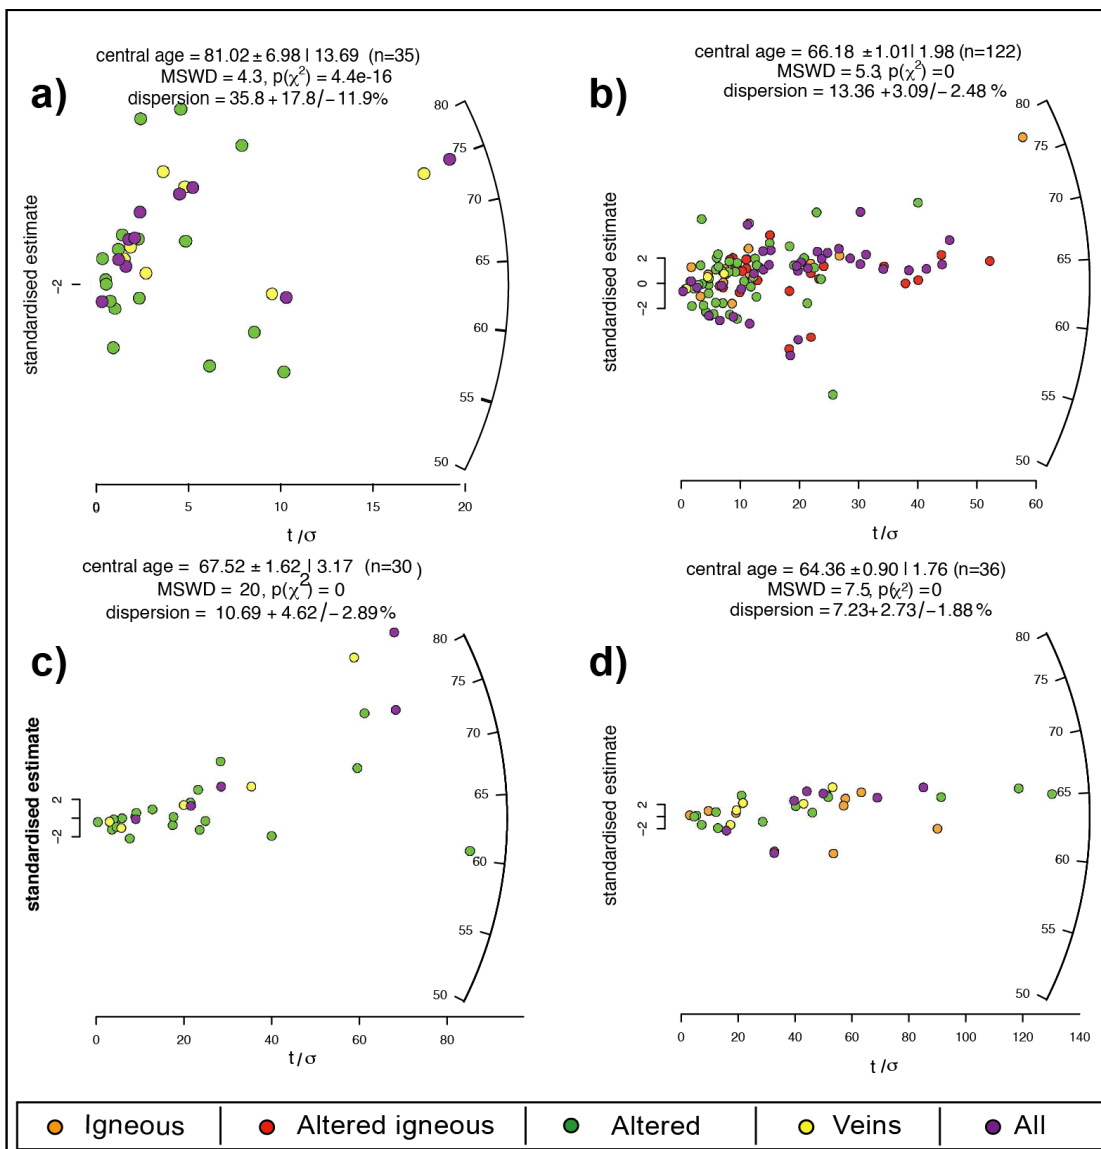 central age = 81.02 ± 6.98 | 13.69 (n=35)
MSWD = 4.3, p(χ²) = 4.4e-16
dispersion = 35.8 + 17.8/−11.9%
a)
80
75
70
65
60
55
50
standardised estimate
-2
0 5 10 15 20
t/σ
central age = 66.18 ±1.01| 1.98 (n=122)
MSWD = 5.3, p(χ²) =0
dispersion = 13.36 +3.09/−2.48 %
b)
80
75
70
65
60
55
50
standardised estimate
2
0
-2
0 10 20 30 40 50 60
t/σ
central age = 67.52 ± 1.62 | 3.17 (n=30)
MSWD = 20, p(χ²) = 0
dispersion = 10.69 + 4.62/−2.89%
c)
80
75
70
65
60
55
50
standardised estimate
2
-2
0 20 40 60 80
t/σ
central age = 64.36 ±0.90 | 1.76 (n=36)
MSWD = 7.5, p(χ²) =0
dispersion =7.23+2.73/−1.88%
d)
80
75
70
65
60
55
50
standardised estimate
2
-2
0 20 40 60 80 100 120 140
t/σ
Igneous | Altered igneous | Altered | Veins | All